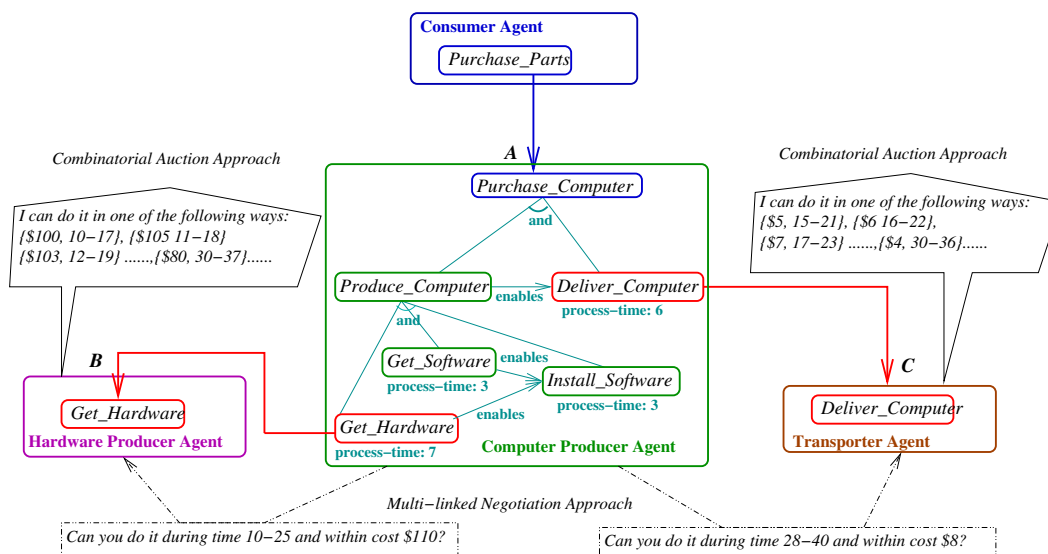 Consumer Agent
Purchase_Parts
A
Combinatorial Auction Approach
Combinatorial Auction Approach
Purchase_Computer
and
I can do it in one of the following ways:
{$100, 10−17}, {$105 11−18}
{$103, 12−19} ......,{$80, 30−37}......
I can do it in one of the following ways:
{$5, 15−21}, {$6 16−22},
{$7, 17−23} ......,{$4, 30−36}......
Produce_Computer
enables
Deliver_Computer
process−time: 6
and
B
Get_Software
enables
process−time: 3
Install_Software
process−time: 3
C
Get_Hardware
Hardware Producer Agent
Get_Hardware
enables
process−time: 7
Computer Producer Agent
Deliver_Computer
Transporter Agent
Multi−linked Negotiation Approach
Can you do it during time 10−25 and within cost $110?
Can you do it during time 28−40 and within cost $8?